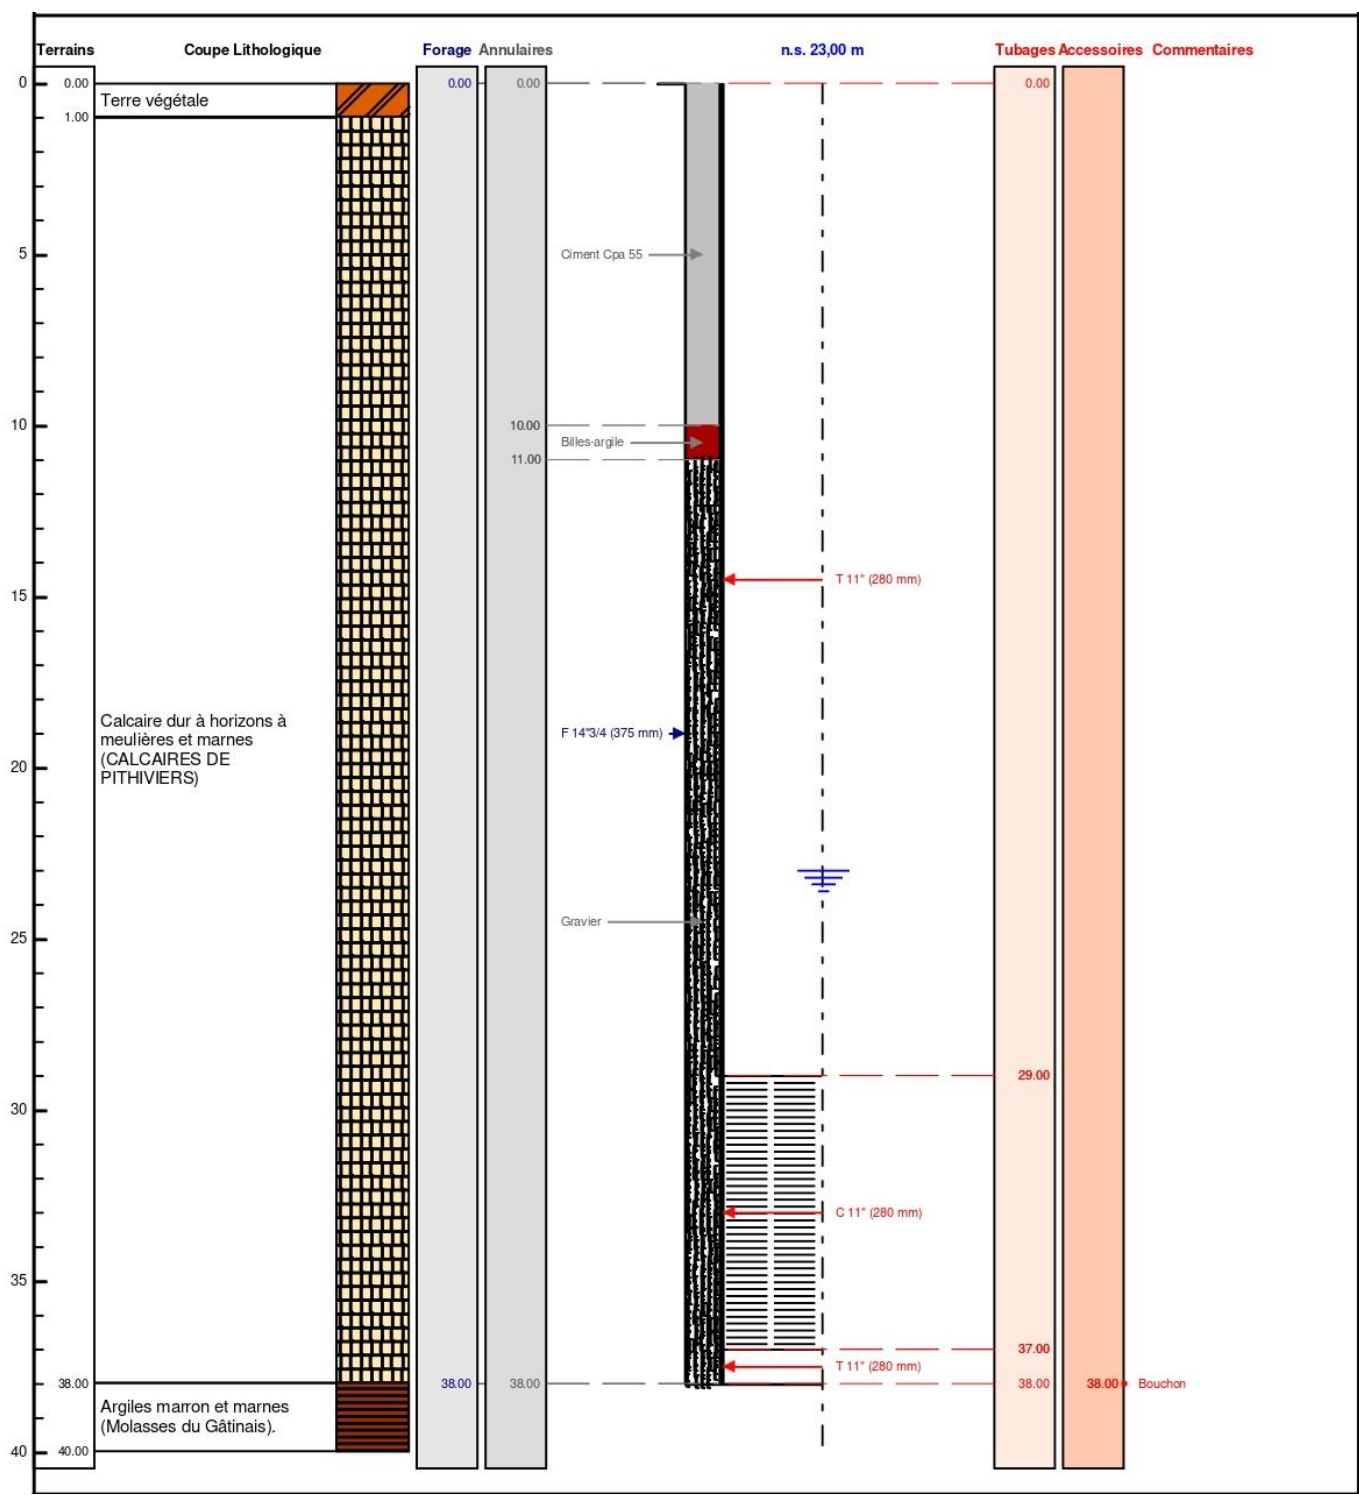 Terrains Coupe Lithologique Forage Annulaires n.s. 23,00 m Tubages Accessoires Commentaires
0 0.00 0.00 0.00 0.00
Terre végétale
1.00
5 Ciment Cpa 55
10 10.00
Billes-argile
11.00
T 11" (280 mm)
15
Calcaire dur à horizons à
meulières et marnes
(CALCAIRES DE
PITHIVIERS)
F 14"3/4 (375 mm)
20
Gravier
25
29.00
30
C 11" (280 mm)
35
37.00
T 11" (280 mm)
38.00 38.00 38.00 38.00 38.00 Bouchon
Argiles marron et marnes
(Molasses du Gâtinais).
40 40.00